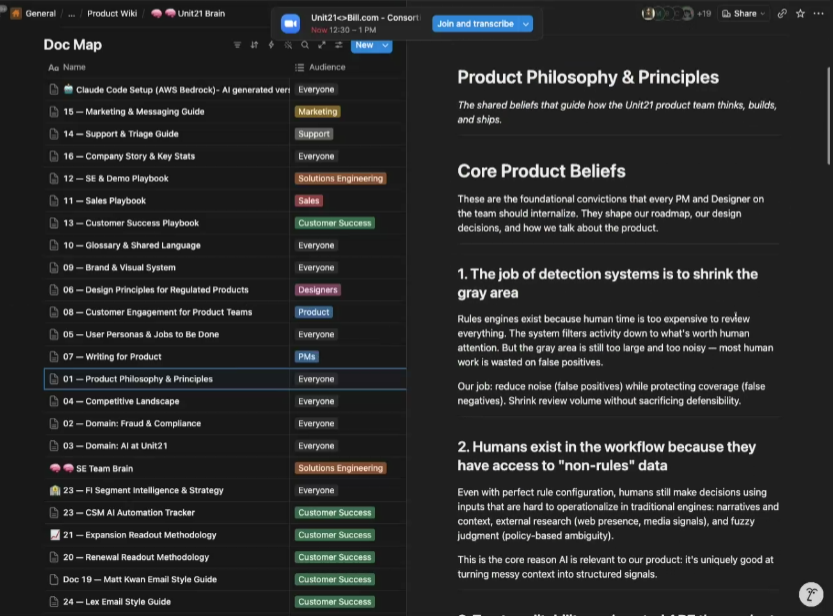 General / ... / Product Wiki / Unit21 Brain
Unit21<>Bill.com - Consort
Now 12:30 – 1 PM
Join and transcribe
+19
Share
Doc Map
New
Aa Name
Audience
Claude Code Setup (AWS Bedrock)- AI generated vers
Everyone
15 — Marketing & Messaging Guide
Marketing
14 — Support & Triage Guide
Support
16 — Company Story & Key Stats
Everyone
12 — SE & Demo Playbook
Solutions Engineering
11 — Sales Playbook
Sales
13 — Customer Success Playbook
Customer Success
10 — Glossary & Shared Language
Everyone
09 — Brand & Visual System
Everyone
06 — Design Principles for Regulated Products
Designers
08 — Customer Engagement for Product Teams
Product
05 — User Personas & Jobs to Be Done
Everyone
07 — Writing for Product
PMs
01 — Product Philosophy & Principles
Everyone
04 — Competitive Landscape
Everyone
02 — Domain: Fraud & Compliance
Everyone
03 — Domain: AI at Unit21
Everyone
SE Team Brain
Solutions Engineering
23 — FI Segment Intelligence & Strategy
Everyone
23 — CSM AI Automation Tracker
Customer Success
21 — Expansion Readout Methodology
Customer Success
20 — Renewal Readout Methodology
Customer Success
Doc 19 — Matt Kwan Email Style Guide
Customer Success
24 — Lex Email Style Guide
Customer Success
Product Philosophy & Principles
The shared beliefs that guide how the Unit21 product team thinks, builds,
and ships.
Core Product Beliefs
These are the foundational convictions that every PM and Designer on
the team should internalize. They shape our roadmap, our design
decisions, and how we talk about the product.
1. The job of detection systems is to shrink the
gray area
Rules engines exist because human time is too expensive to review
everything. The system filters activity down to what's worth human
attention. But the gray area is still too large and too noisy — most human
work is wasted on false positives.
Our job: reduce noise (false positives) while protecting coverage (false
negatives). Shrink review volume without sacrificing defensibility.
2. Humans exist in the workflow because they
have access to "non-rules" data
Even with perfect rule configuration, humans still make decisions using
inputs that are hard to operationalize in traditional engines: narratives and
context, external research (web presence, media signals), and fuzzy
judgment (policy-based ambiguity).
This is the core reason AI is relevant to our product: it's uniquely good at
turning messy context into structured signals.